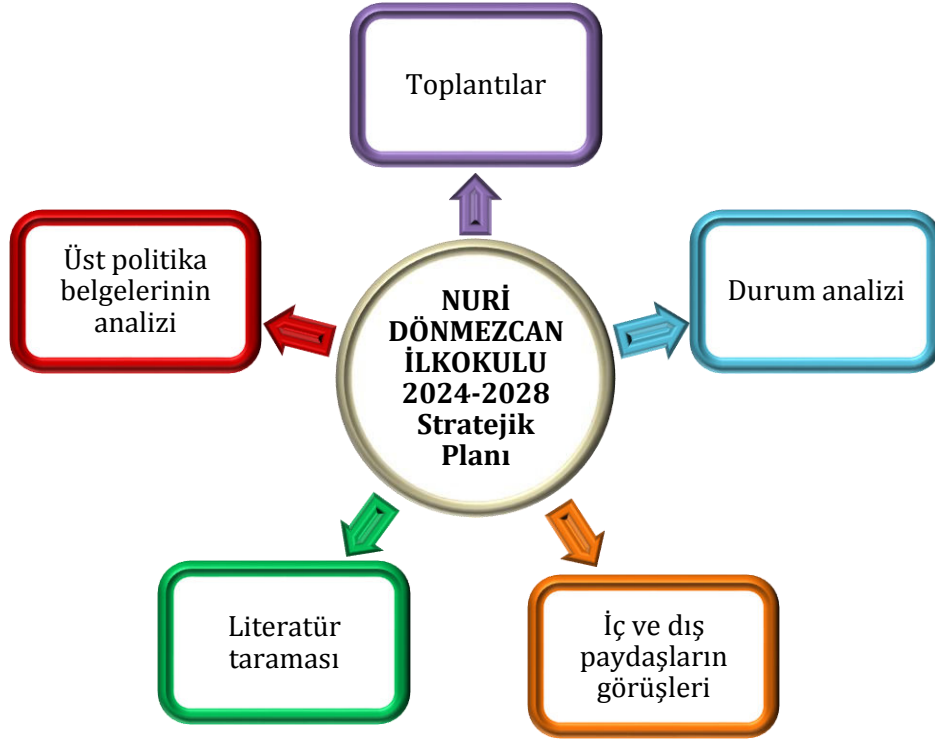 Toplantılar
Üst politika
belgelerinin
analizi
NURİ
DÖNMEZCAN
İLKOKULU
2024-2028
Stratejik
Planı
Durum analizi
Literatür
taraması
İç ve dış
paydaşların
görüşleri